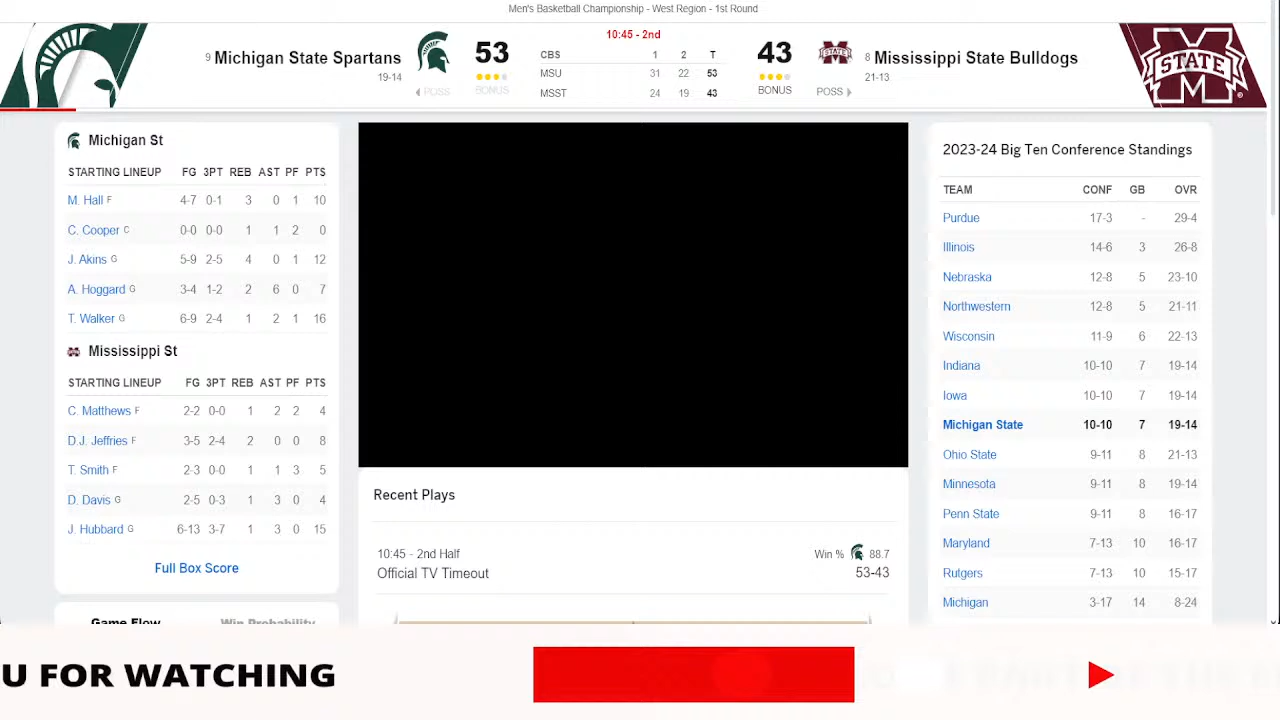 Men's Basketball Championship - West Region - 1st Round
9 Michigan State Spartans
19-14
53
POSS
BONUS
10:45 - 2nd
CBS 1 2 T
MSU 31 22 53
MSST 24 19 43
43
BONUS
POSS
8 Mississippi State Bulldogs
21-13
STATE
STATE
Michigan St
STARTING LINEUP FG 3PT REB AST PF PTS
M. Hall F 4-7 0-1 3 0 1 10
C. Cooper C 0-0 0-0 1 1 2 0
J. Akins G 5-9 2-5 4 0 1 12
A. Hoggard G 3-4 1-2 2 6 0 7
T. Walker G 6-9 2-4 1 2 1 16
Mississippi St
STARTING LINEUP FG 3PT REB AST PF PTS
C. Matthews F 2-2 0-0 1 2 2 4
D.J. Jeffries F 3-5 2-4 2 0 0 8
T. Smith F 2-3 0-0 1 1 3 5
D. Davis G 2-5 0-3 1 3 0 4
J. Hubbard G 6-13 3-7 1 3 0 15
Full Box Score
Game Flow Win Probability
Recent Plays
10:45 - 2nd Half
Official TV Timeout
Win % 88.7
53-43
2023-24 Big Ten Conference Standings
TEAM CONF GB OVR
Purdue 17-3 - 29-4
Illinois 14-6 3 26-8
Nebraska 12-8 5 23-10
Northwestern 12-8 5 21-11
Wisconsin 11-9 6 22-13
Indiana 10-10 7 19-14
Iowa 10-10 7 19-14
Michigan State 10-10 7 19-14
Ohio State 9-11 8 21-13
Minnesota 9-11 8 19-14
Penn State 9-11 8 16-17
Maryland 7-13 10 16-17
Rutgers 7-13 10 15-17
Michigan 3-17 14 8-24
U FOR WATCHING